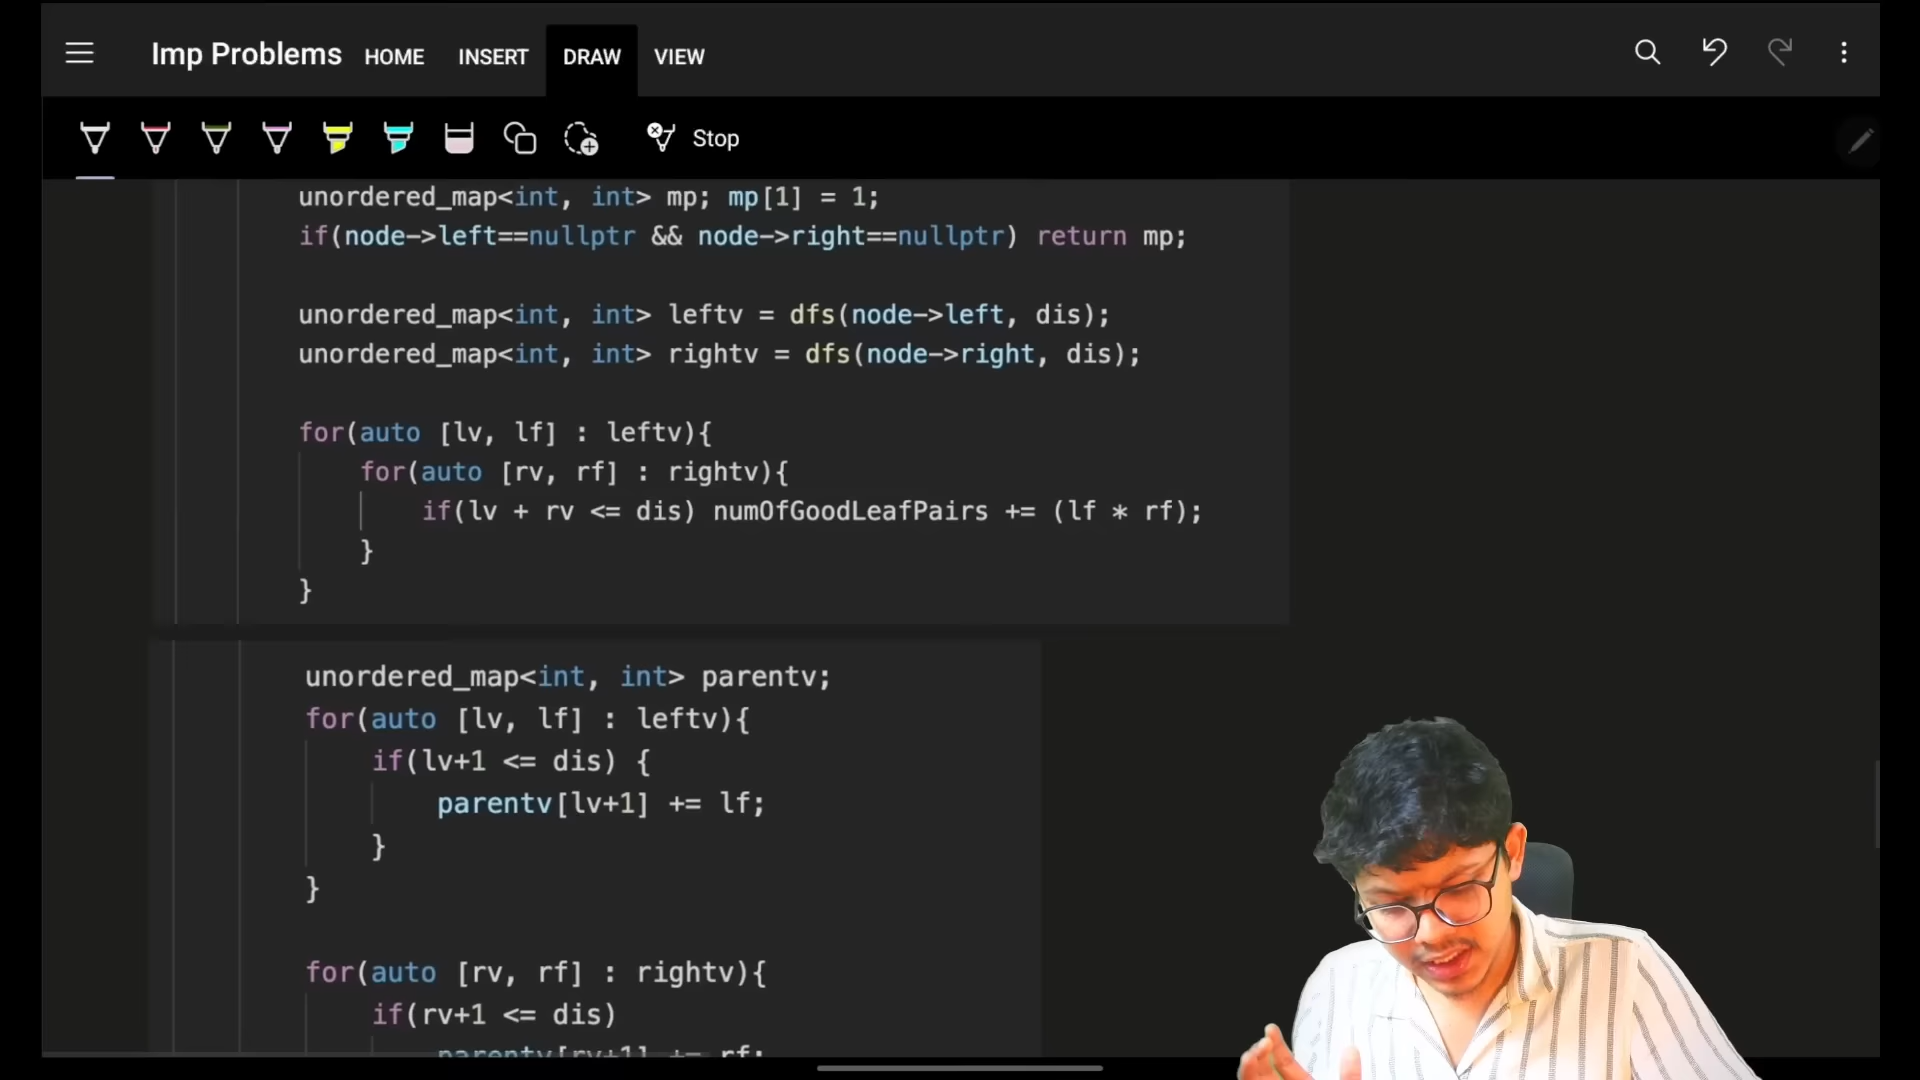 Imp Problems HOME INSERT DRAW VIEW
Stop
unordered_map<int, int> mp; mp[1] = 1;
if(node->left==nullptr && node->right==nullptr) return mp;
unordered_map<int, int> leftv = dfs(node->left, dis);
unordered_map<int, int> rightv = dfs(node->right, dis);
for(auto [lv, lf] : leftv){
for(auto [rv, rf] : rightv){
if(lv + rv <= dis) numOfGoodLeafPairs += (lf * rf);
}
}
unordered_map<int, int> parentv;
for(auto [lv, lf] : leftv){
if(lv+1 <= dis) {
parentv[lv+1] += lf;
}
}
for(auto [rv, rf] : rightv){
if(rv+1 <= dis)
parentv[rv+1] += rf;